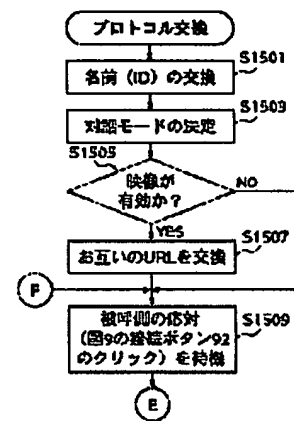 プロトコル交換
S1501
名前(ID)の交換
S1503
対話モードの決定
S1505
映像が
有効か?
NO
YES
S1507
お互いのURLを交換
F
S1509
被呼側の応対
(図9の接続ボタン92
のクリック)を待機
E